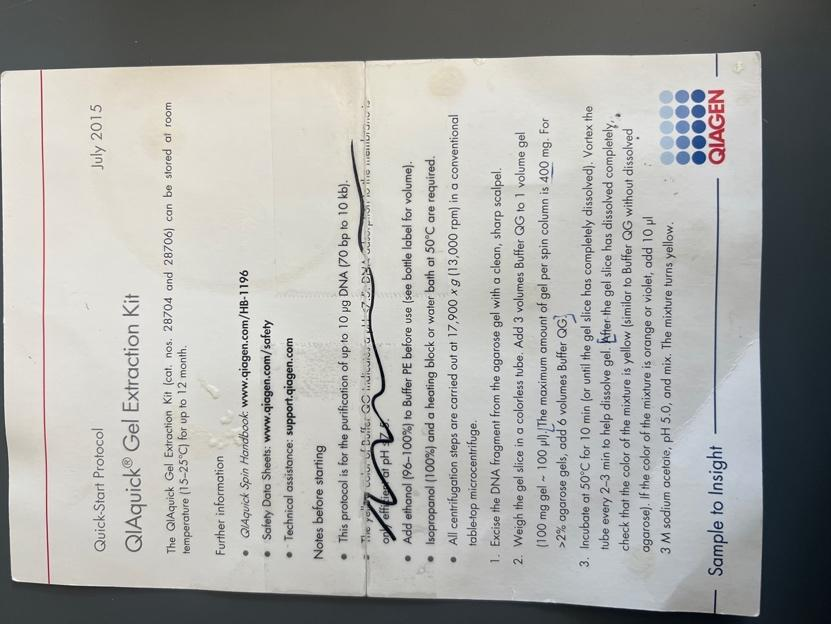 Quick-Start Protocol July 2015
QIAquick® Gel Extraction Kit
The QIAquick Gel Extraction Kit (cat. nos. 28704 and 28706) can be stored at room
temperature (15–25°C) for up to 12 month.
Further information
• QIAquick Spin Handbook: www.qiagen.com/HB-1196
• Safety Data Sheets: www.qiagen.com/safety
• Technical assistance: support.qiagen.com
Notes before starting
• This protocol is for the purification of up to 10 µg DNA (70 bp to 10 kb).
• The yellow color of Buffer QG indicates a pH ≤7.5. DNA adsorption to the membrane is
only efficient at pH
• Add ethanol (96–100%) to Buffer PE before use (see bottle label for volume).
• Isopropanol (100%) and a heating block or water bath at 50°C are required.
• All centrifugation steps are carried out at 17,900 x g (13,000 rpm) in a conventional
table-top microcentrifuge.
1. Excise the DNA fragment from the agarose gel with a clean, sharp scalpel.
2. Weigh the gel slice in a colorless tube. Add 3 volumes Buffer QG to 1 volume gel
(100 mg gel ~ 100 µl). The maximum amount of gel per spin column is 400 mg. For
>2% agarose gels, add 6 volumes Buffer QG.
3. Incubate at 50°C for 10 min (or until the gel slice has completely dissolved). Vortex the
tube every 2–3 min to help dissolve gel. After the gel slice has dissolved completely,
check that the color of the mixture is yellow (similar to Buffer QG without dissolved
agarose). If the color of the mixture is orange or violet, add 10 µl
3 M sodium acetate, pH 5.0, and mix. The mixture turns yellow.
Sample to Insight
QIAGEN